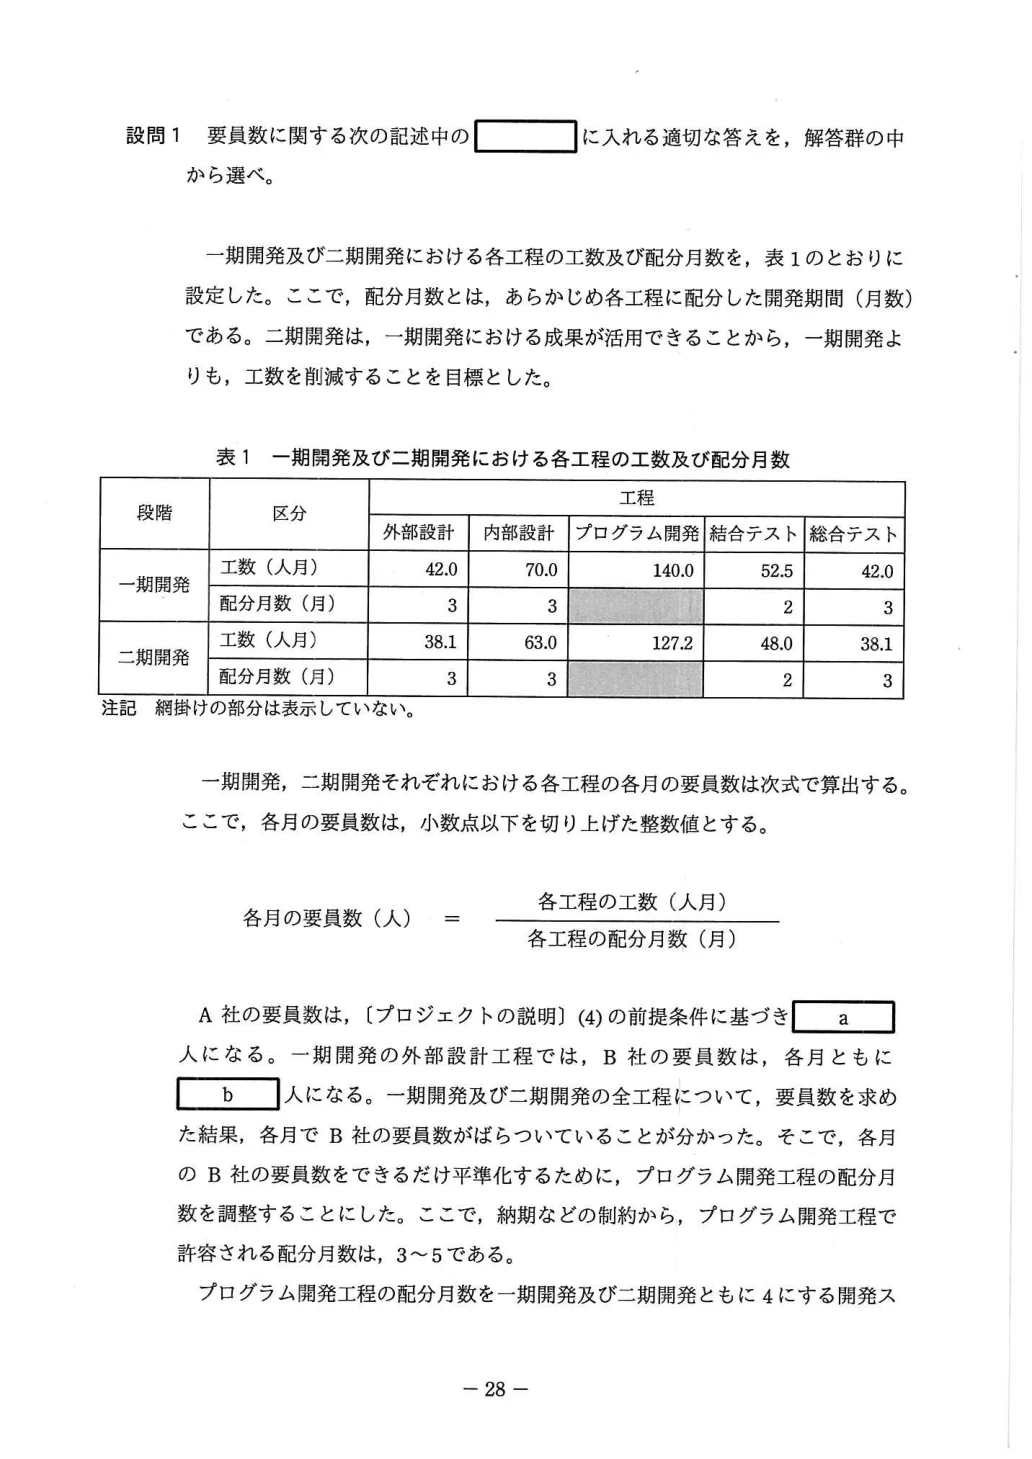 設問1　要員数に関する次の記述中の　　　　に入れる適切な答えを，解答群の中
から選べ。
一期開発及び二期開発における各工程の工数及び配分月数を，表1のとおりに
設定した。ここで，配分月数とは，あらかじめ各工程に配分した開発期間（月数）
である。二期開発は，一期開発における成果が活用できることから，一期開発よ
りも，工数を削減することを目標とした。
表1　一期開発及び二期開発における各工程の工数及び配分月数
段階　区分　工程
外部設計　内部設計　プログラム開発　結合テスト　総合テスト
一期開発　工数（人月）　42.0　70.0　140.0　52.5　42.0
配分月数（月）　3　3　2　3
二期開発　工数（人月）　38.1　63.0　127.2　48.0　38.1
配分月数（月）　3　3　2　3
注記　網掛けの部分は表示していない。
一期開発，二期開発それぞれにおける各工程の各月の要員数は次式で算出する。
ここで，各月の要員数は，小数点以下を切り上げた整数値とする。
各月の要員数（人）　＝　各工程の工数（人月）
各工程の配分月数（月）
A 社の要員数は，〔プロジェクトの説明〕(4) の前提条件に基づき　a
人になる。一期開発の外部設計工程では，B 社の要員数は，各月ともに
b　人になる。一期開発及び二期開発の全工程について，要員数を求め
た結果，各月で B 社の要員数がばらついていることが分かった。そこで，各月
の B 社の要員数をできるだけ平準化するために，プログラム開発工程の配分月
数を調整することにした。ここで，納期などの制約から，プログラム開発工程で
許容される配分月数は，3～5である。
プログラム開発工程の配分月数を一期開発及び二期開発ともに 4 にする開発ス
－ 28 －